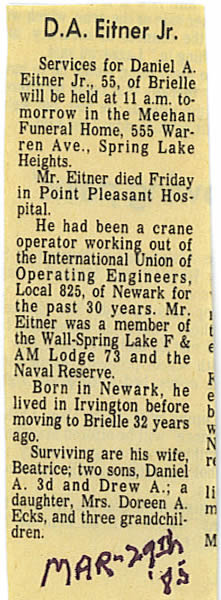 D.A. Eitner Jr.
Services for Daniel A.
Eitner Jr., 55, of Brielle
will be held at 11 a.m. to-
morrow in the Meehan
Funeral Home, 555 War-
ren Ave., Spring Lake
Heights.
Mr. Eitner died Friday
in Point Pleasant Hos-
pital.
He had been a crane
operator working out of
the International Union of
Operating Engineers,
Local 825, of Newark for
the past 30 years. Mr.
Eitner was a member of
the Wall-Spring Lake F &
AM Lodge 73 and the
Naval Reserve.
Born in Newark, he
lived in Irvington before
moving to Brielle 32 years
ago.
Surviving are his wife,
Beatrice; two sons, Daniel
A. 3d and Drew A.; a
daughter, Mrs. Doreen A.
Ecks, and three grandchil-
dren.
MAR-29th
'85